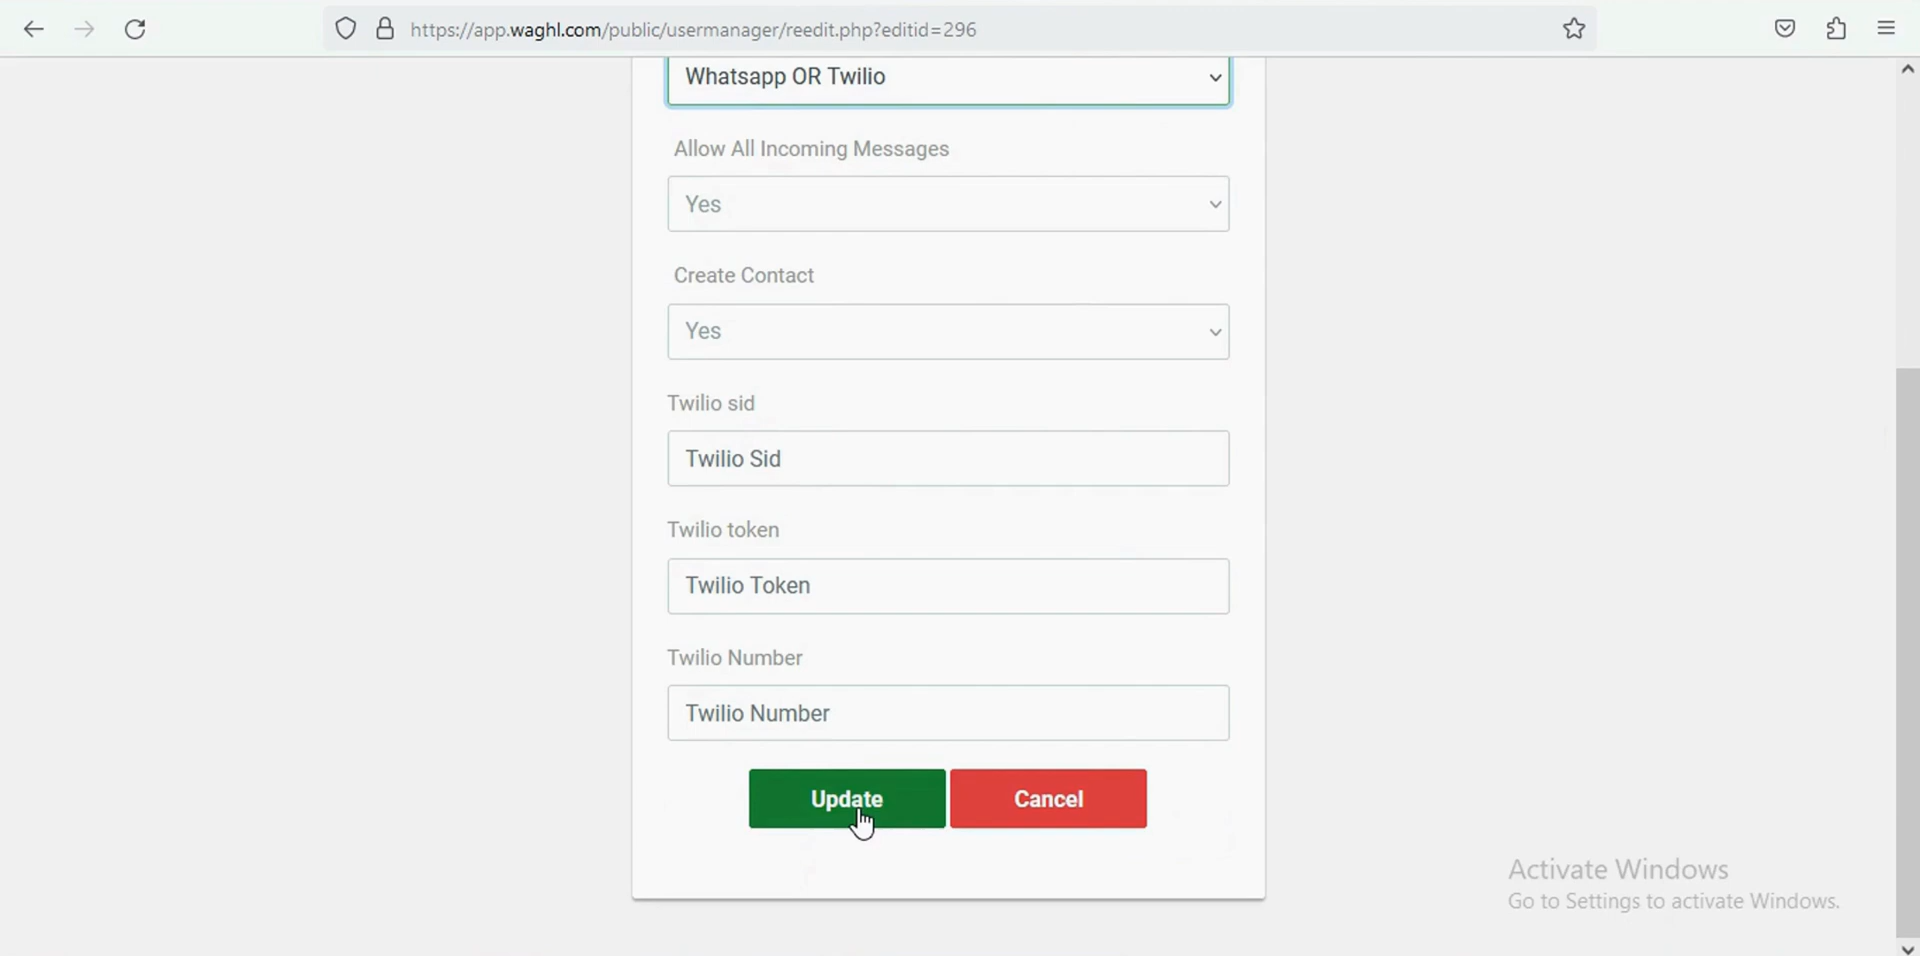 https://app.waghl.com/public/usermanager/reedit.php?editid=296
Whatsapp OR Twilio
Allow All Incoming Messages
Yes
Create Contact
Yes
Twilio sid
Twilio Sid
Twilio token
Twilio Token
Twilio Number
Twilio Number
Update
Cancel
Activate Windows
Go to Settings to activate Windows.